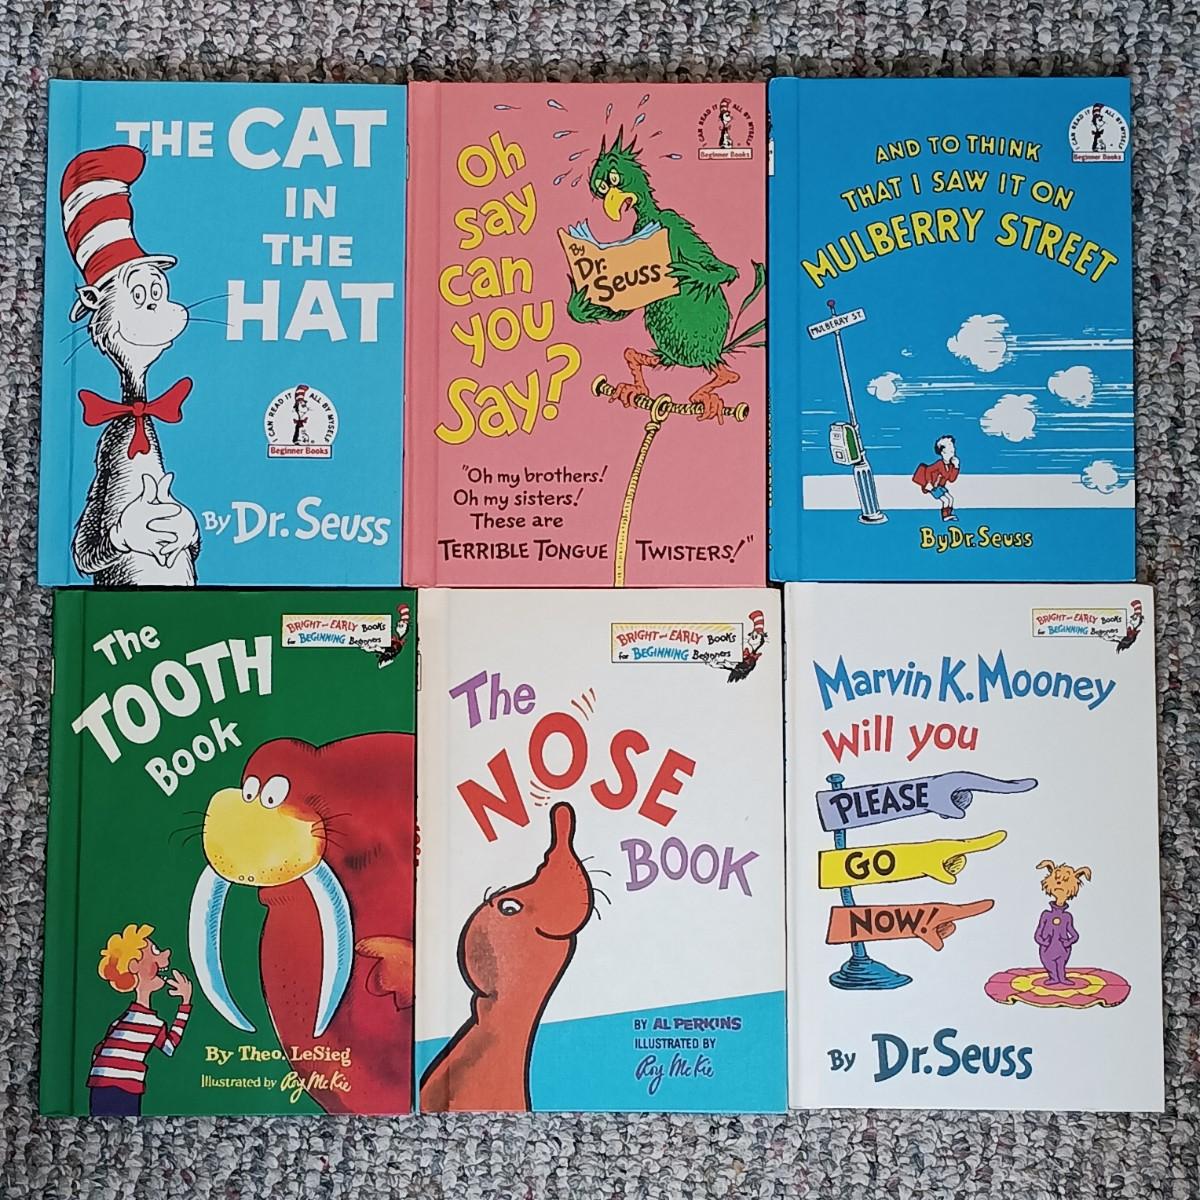 THE CAT
IN
THE
HAT
I CAN READ IT ALL BY MYSELF
Beginner Books
By Dr. Seuss
Oh
say
can
you
Say?
I CAN READ IT ALL BY MYSELF
Beginner Books
By
Dr.
Seuss
"Oh my brothers!
Oh my sisters!
These are
TERRIBLE TONGUE TWISTERS!"
I CAN READ IT ALL BY MYSELF
Beginner Books
AND TO THINK
THAT I SAW IT ON
MULBERRY STREET
MULBERRY ST.
By Dr. Seuss
BRIGHT and EARLY BOOKS
for BEGINNING Beginners
The
TOOTH
BOOK
By Theo. LeSieg
Illustrated by Roy McKie
BRIGHT and EARLY BOOKS
for BEGINNING Beginners
The
NOSE
BOOK
BY AL PERKINS
ILLUSTRATED BY
Roy McKie
BRIGHT and EARLY BOOKS
for BEGINNING Beginners
Marvin K. Mooney
Will you
PLEASE
GO
NOW!
By Dr. Seuss